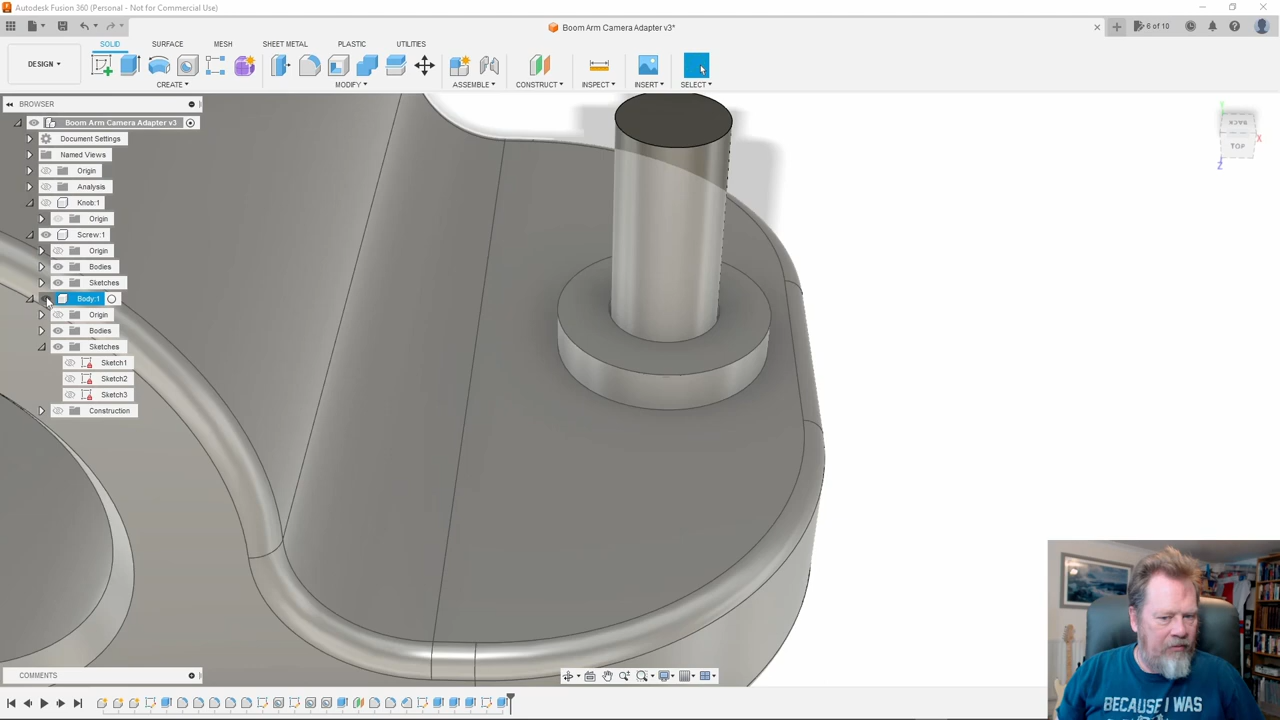 Autodesk Fusion 360 (Personal - Not for Commercial Use)
Boom Arm Camera Adapter v3*
6 of 10
SOLID SURFACE MESH SHEET METAL PLASTIC UTILITIES
DESIGN
CREATE MODIFY ASSEMBLE CONSTRUCT INSPECT INSERT SELECT
BROWSER
Boom Arm Camera Adapter v3
Document Settings
Named Views
Origin
Analysis
Knob:1
Origin
Screw:1
Origin
Bodies
Sketches
Body:1
Origin
Bodies
Sketches
Sketch1
Sketch2
Sketch3
Construction
BACK
TOP
X
Y
Z
COMMENTS
BECAUSE I WAS